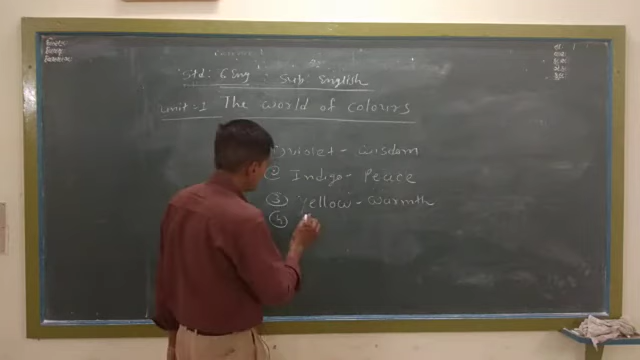 Std: 6 Eng : Sub: English
Unit-1 The world of colours
violet - wisdom
② Indigo - Peace
③ Yellow - warmth
④